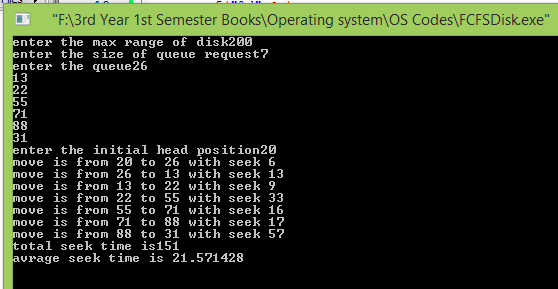 "F:\3rd Year 1st Semester Books\Operating system\OS Codes\FCFSDisk.exe"
enter the max range of disk200
enter the size of queue request7
enter the queue26
13
22
55
71
88
31
enter the initial head position20
move is from 20 to 26 with seek 6
move is from 26 to 13 with seek 13
move is from 13 to 22 with seek 9
move is from 22 to 55 with seek 33
move is from 55 to 71 with seek 16
move is from 71 to 88 with seek 17
move is from 88 to 31 with seek 57
total seek time is151
avrage seek time is 21.571428